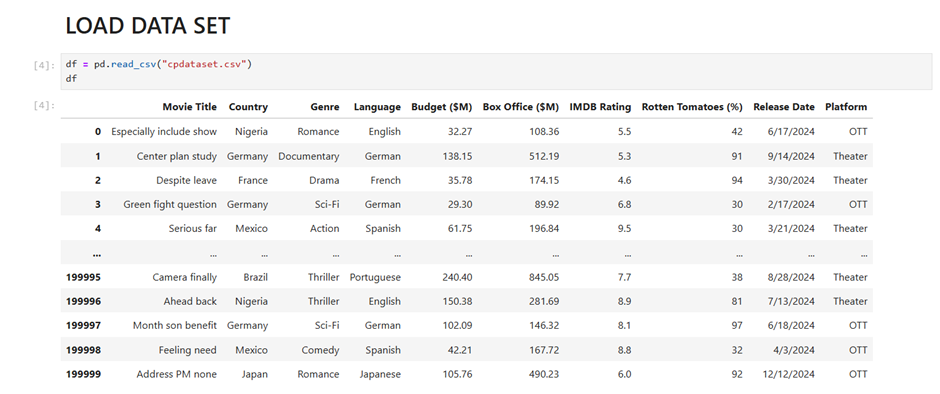 LOAD DATA SET
[4]: df = pd.read_csv("cpdataset.csv")
df
[4]: Movie Title Country Genre Language Budget ($M) Box Office ($M) IMDB Rating Rotten Tomatoes (%) Release Date Platform
0 Especially include show Nigeria Romance English 32.27 108.36 5.5 42 6/17/2024 OTT
1 Center plan study Germany Documentary German 138.15 512.19 5.3 91 9/14/2024 Theater
2 Despite leave France Drama French 35.78 174.15 4.6 94 3/30/2024 Theater
3 Green fight question Germany Sci-Fi German 29.30 89.92 6.8 30 2/17/2024 OTT
4 Serious far Mexico Action Spanish 61.75 196.84 9.5 30 3/21/2024 Theater
... ... ... ... ... ... ... ... ... ... ...
199995 Camera finally Brazil Thriller Portuguese 240.40 845.05 7.7 38 8/28/2024 Theater
199996 Ahead back Nigeria Thriller English 150.38 281.69 8.9 81 7/13/2024 Theater
199997 Month son benefit Germany Sci-Fi German 102.09 146.32 8.1 97 6/18/2024 OTT
199998 Feeling need Mexico Comedy Spanish 42.21 167.72 8.8 32 4/3/2024 OTT
199999 Address PM none Japan Romance Japanese 105.76 490.23 6.0 92 12/12/2024 OTT